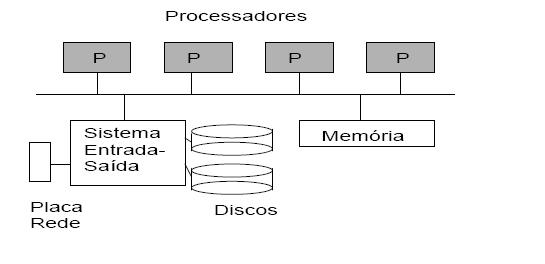 Processadores
P P P P
Sistema
Entrada-
Saída
Memória
Placa
Rede
Discos